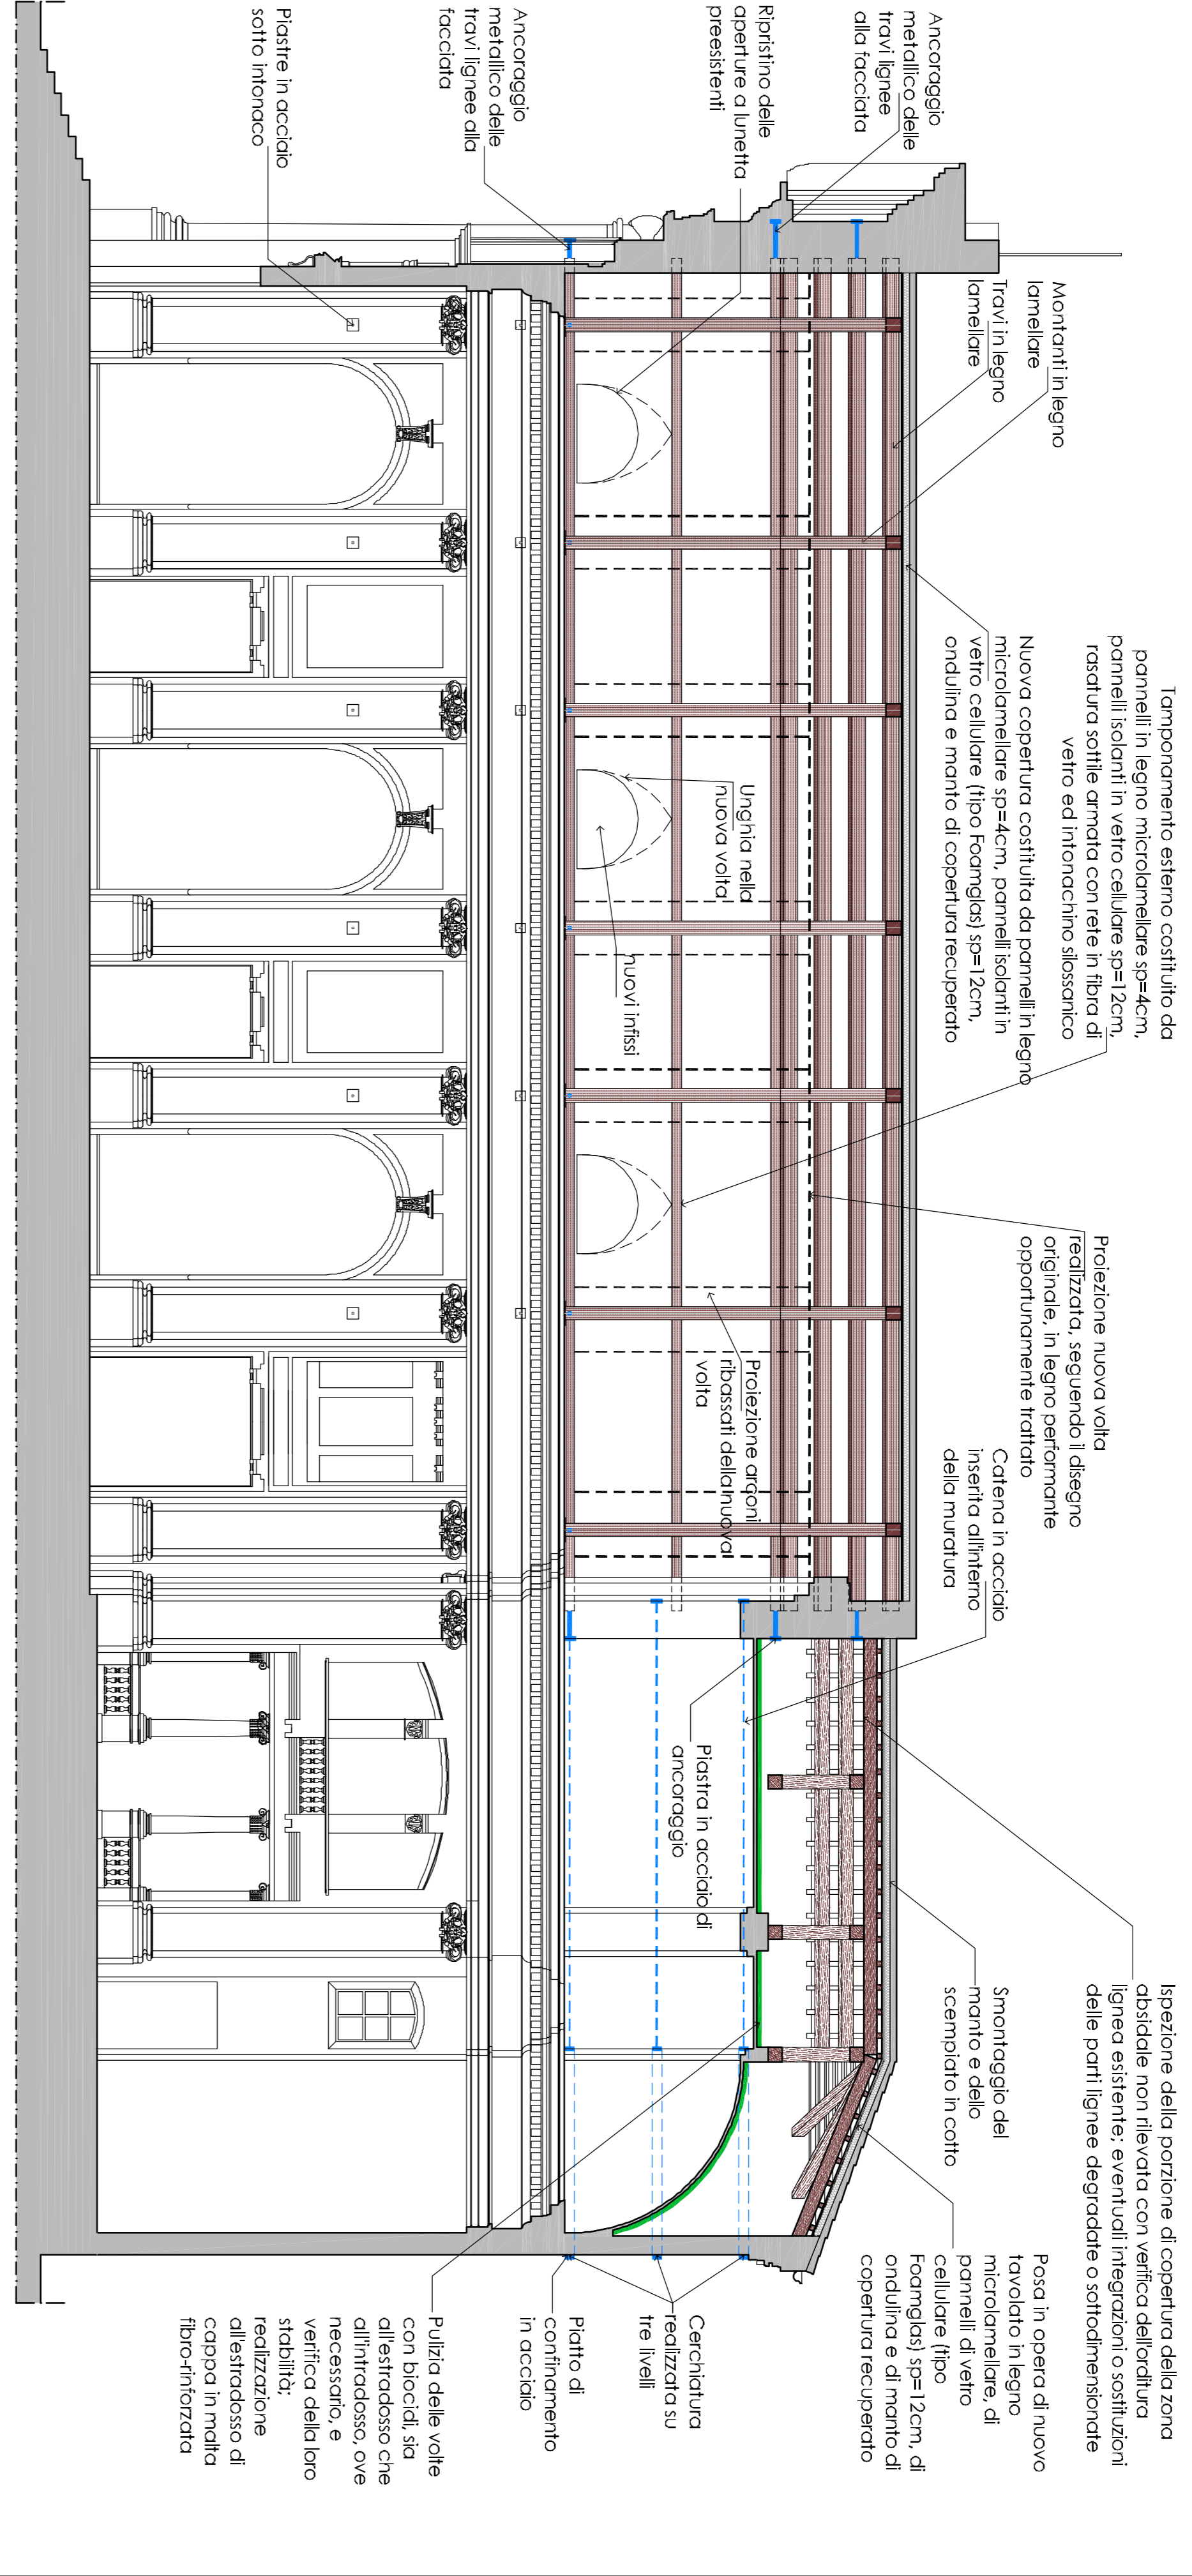 Ancoraggio
metallico delle
travi lignee
alla facciata
Ripristino delle
aperture a lunetta
preesistenti
Ancoraggio
metallico delle
travi lignee alla
facciata
Piastre in acciaio
sotto intonaco
Montanti in legno
lamellare
Travi in legno
lamellare
Tamponamento esterno costituito da
pannelli in legno microlamellare sp=4cm,
pannelli isolanti in vetro cellulare sp=12cm,
rasatura sottile armata con rete in fibra di
vetro ed intonachino silossanico
Nuova copertura costituita da pannelli in legno
microlamellare sp=4cm, pannelli isolanti in
vetro cellulare (tipo Foamglas) sp=12cm,
ondulina e manto di copertura recuperato
Unghia nella
nuova volta
nuovi infissi
Proiezione nuova volta
realizzata, seguendo il disegno
originale, in legno performante
opportunamente trattato
Proiezione arconi
ribassati della nuova
volta
Catena in acciaio
inserita all'interno
della muratura
Piastra in acciaio di
ancoraggio
Ispezione della porzione di copertura della zona
absidale non rilevata con verifica dell'orditura
lignea esistente; eventuali integrazioni o sostituzioni
delle parti lignee degradate o sottodimensionate
Smontaggio del
manto e dello
scempiato in cotto
Posa in opera di nuovo
tavolato in legno
microlamellare, di
pannelli di vetro
cellulare (tipo
Foamglas) sp=12cm, di
ondulina e di manto di
copertura recuperato
Cerchiatura
realizzata su
tre livelli
Piatto di
confinamento
in acciaio
Pulizia delle volte
con biocidi, sia
all'estradosso che
all'intradosso, ove
necessario, e
verifica della loro
stabilità;
realizzazione
all'estradosso di
cappa in malta
fibro-rinforzata